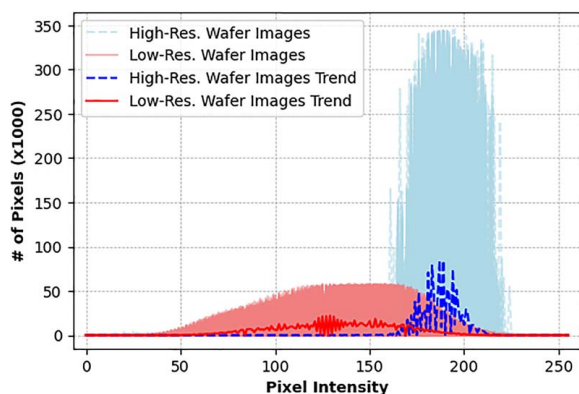 350
300
250
200
150
100
50
0
# of Pixels (x1000)
High-Res. Wafer Images
Low-Res. Wafer Images
High-Res. Wafer Images Trend
Low-Res. Wafer Images Trend
0 50 100 150 200 250
Pixel Intensity